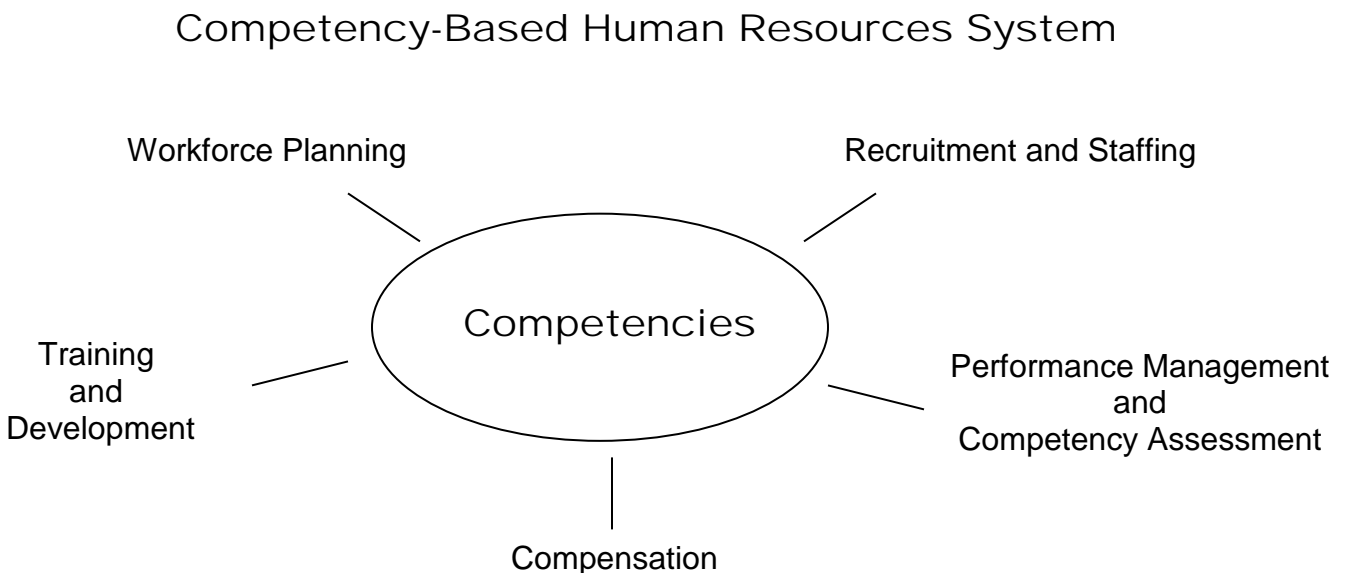 Competency-Based Human Resources System
Workforce Planning
Recruitment and Staffing
Competencies
Training
and
Development
Performance Management
and
Competency Assessment
Compensation